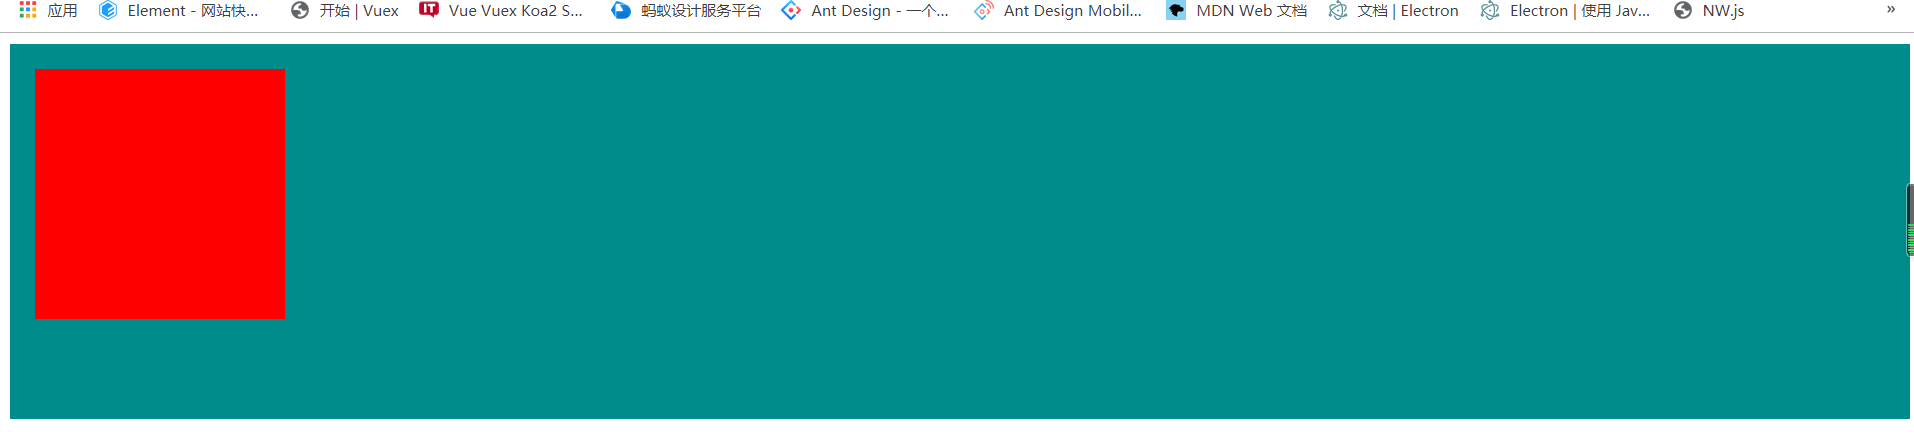 应用 Element - 网站快... 开始 | Vuex Vue Vuex Koa2 S... 蚂蚁设计服务平台 Ant Design - 一个... Ant Design Mobil... MDN Web 文档 文档 | Electron Electron | 使用 Jav... NW.js »